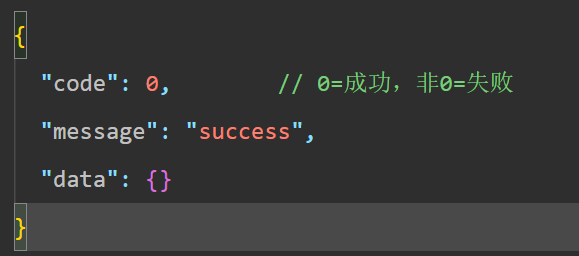 {
"code": 0, // 0=成功，非0=失败
"message": "success",
"data": {}
}